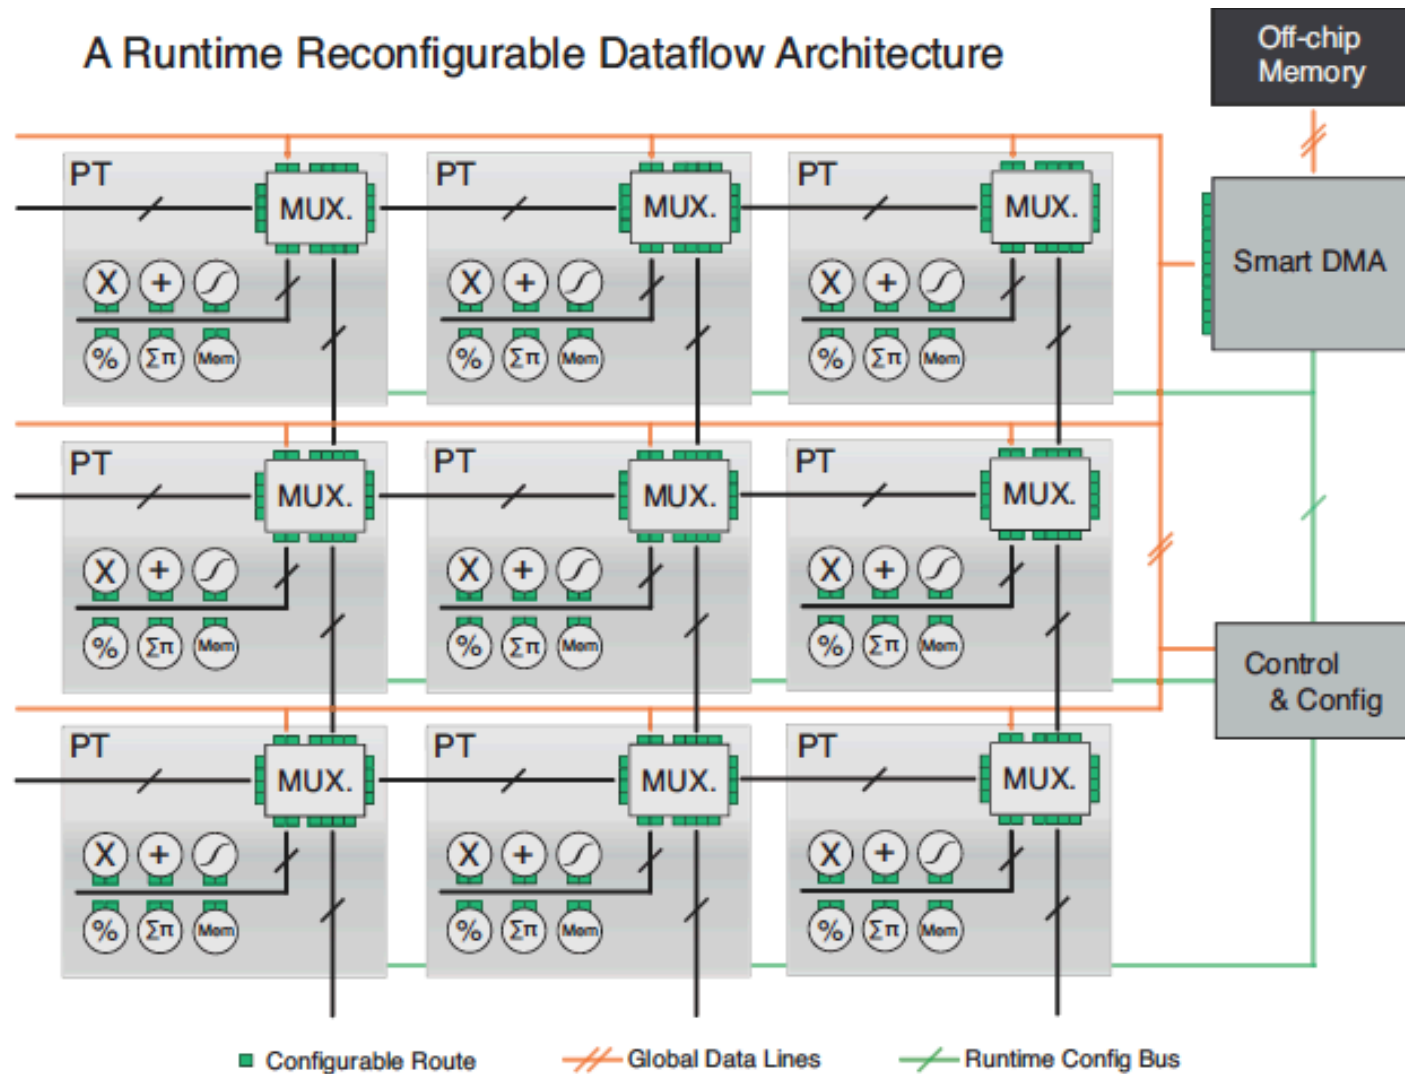 A Runtime Reconfigurable Dataflow Architecture
Off-chip
Memory
PT
MUX.
PT
MUX.
PT
MUX.
Smart DMA
X + 
% Σπ Mem
X + 
% Σπ Mem
X + 
% Σπ Mem
PT
MUX.
PT
MUX.
PT
MUX.
X + 
% Σπ Mem
X + 
% Σπ Mem
X + 
% Σπ Mem
Control
& Config
PT
MUX.
PT
MUX.
PT
MUX.
X + 
% Σπ Mem
X + 
% Σπ Mem
X + 
% Σπ Mem
Configurable Route
Global Data Lines
Runtime Config Bus